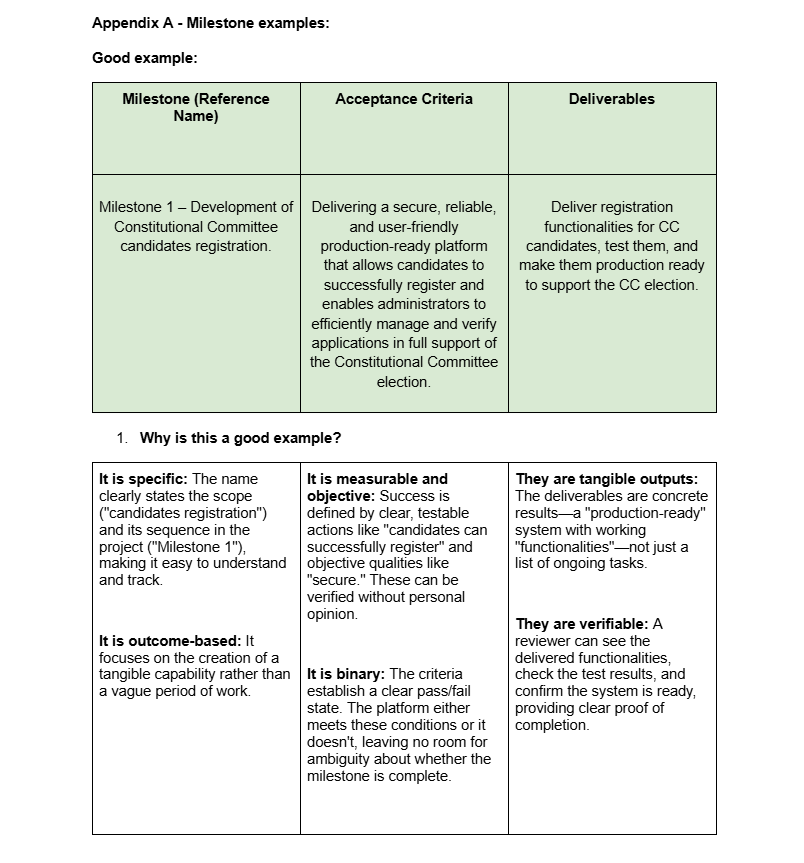 Appendix A - Milestone examples:
Good example:
Milestone (Reference
Name)
Acceptance Criteria
Deliverables
Milestone 1 – Development of
Constitutional Committee
candidates registration.
Delivering a secure, reliable,
and user-friendly
production-ready platform
that allows candidates to
successfully register and
enables administrators to
efficiently manage and verify
applications in full support of
the Constitutional Committee
election.
Deliver registration
functionalities for CC
candidates, test them, and
make them production ready
to support the CC election.
1. Why is this a good example?
It is specific: The name
clearly states the scope
("candidates registration")
and its sequence in the
project ("Milestone 1"),
making it easy to understand
and track.
It is outcome-based: It
focuses on the creation of a
tangible capability rather than
a vague period of work.
It is measurable and
objective: Success is
defined by clear, testable
actions like "candidates can
successfully register" and
objective qualities like
"secure." These can be
verified without personal
opinion.
It is binary: The criteria
establish a clear pass/fail
state. The platform either
meets these conditions or it
doesn't, leaving no room for
ambiguity about whether the
milestone is complete.
They are tangible outputs:
The deliverables are concrete
results—a "production-ready"
system with working
"functionalities"—not just a
list of ongoing tasks.
They are verifiable: A
reviewer can see the
delivered functionalities,
check the test results, and
confirm the system is ready,
providing clear proof of
completion.